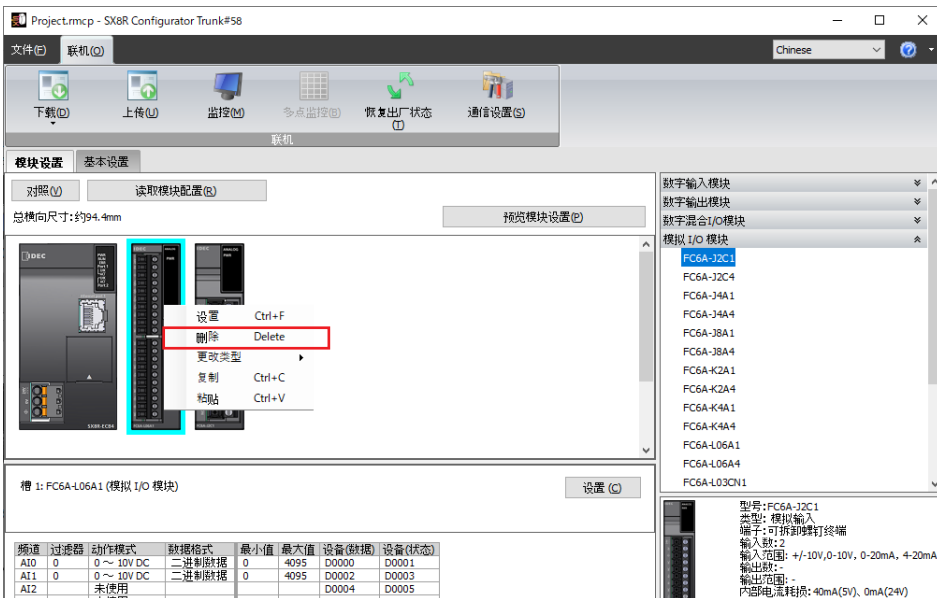 Project.rmcp - SX8R Configurator Trunk#58
文件(F) 联机(O) Chinese
下载(D) 上传(U) 监控(M) 多点监控(B) 恢复出厂状态(I) 通信设置(S)
联机
模块设置 基本设置
对照(V) 读取模块配置(R)
总横向尺寸:约94.4mm 预览模块设置(P)
IDEC
SX8R-EC84
设置 Ctrl+F
删除 Delete
更改类型
复制 Ctrl+C
粘贴 Ctrl+V
槽 1: FC6A-L06A1 (模拟 I/O 模块) 设置 (C)
频道 过滤器 动作模式 数据格式 最小值 最大值 设备(数据) 设备(状态)
AI0 0 0 ～ 10V DC 二进制数据 0 4095 D0000 D0001
AI1 0 0 ～ 10V DC 二进制数据 0 4095 D0002 D0003
AI2 未使用 D0004 D0005
数字输入模块
数字输出模块
数字混合I/O模块
模拟 I/O 模块
FC6A-J2C1
FC6A-J2C4
FC6A-J4A1
FC6A-J4A4
FC6A-J8A1
FC6A-J8A4
FC6A-K2A1
FC6A-K2A4
FC6A-K4A1
FC6A-K4A4
FC6A-L06A1
FC6A-L06A4
FC6A-L03CN1
型号:FC6A-J2C1
类型: 模拟输入
端子:可拆卸螺钉终端
输入数:2
输入范围: +/-10V,0-10V, 0-20mA, 4-20mA
输出数:-
输出范围: -
内部电流耗损: 40mA(5V)、0mA(24V)